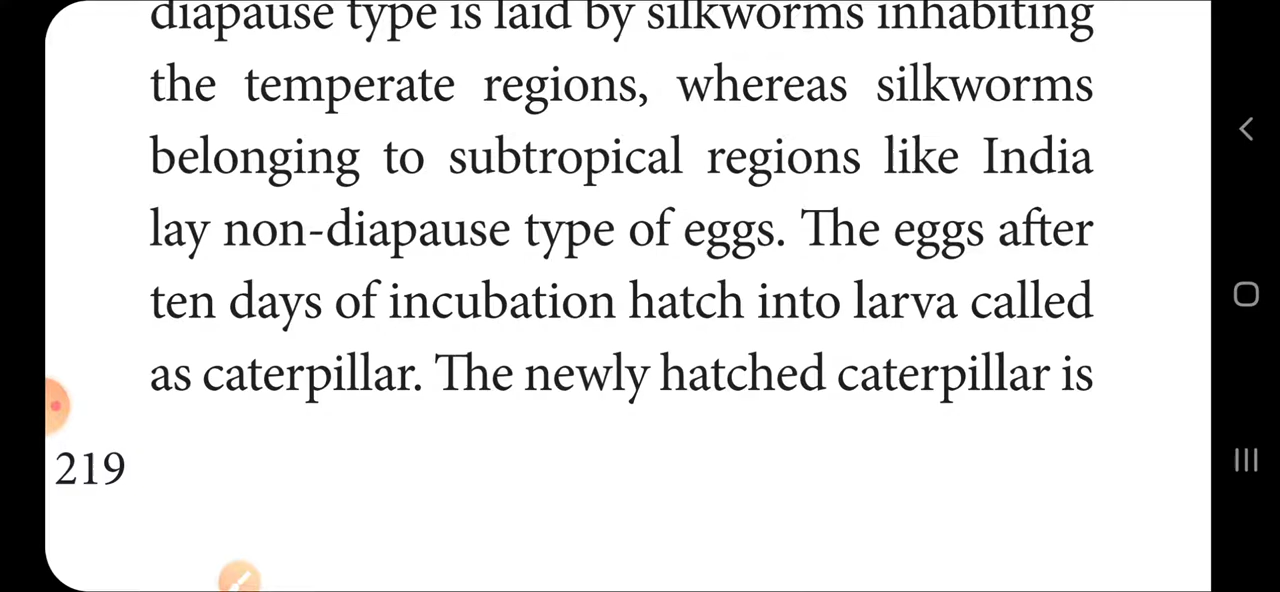 diapause type is laid by silkworms inhabiting
the temperate regions, whereas silkworms
belonging to subtropical regions like India
lay non-diapause type of eggs. The eggs after
ten days of incubation hatch into larva called
as caterpillar. The newly hatched caterpillar is
219